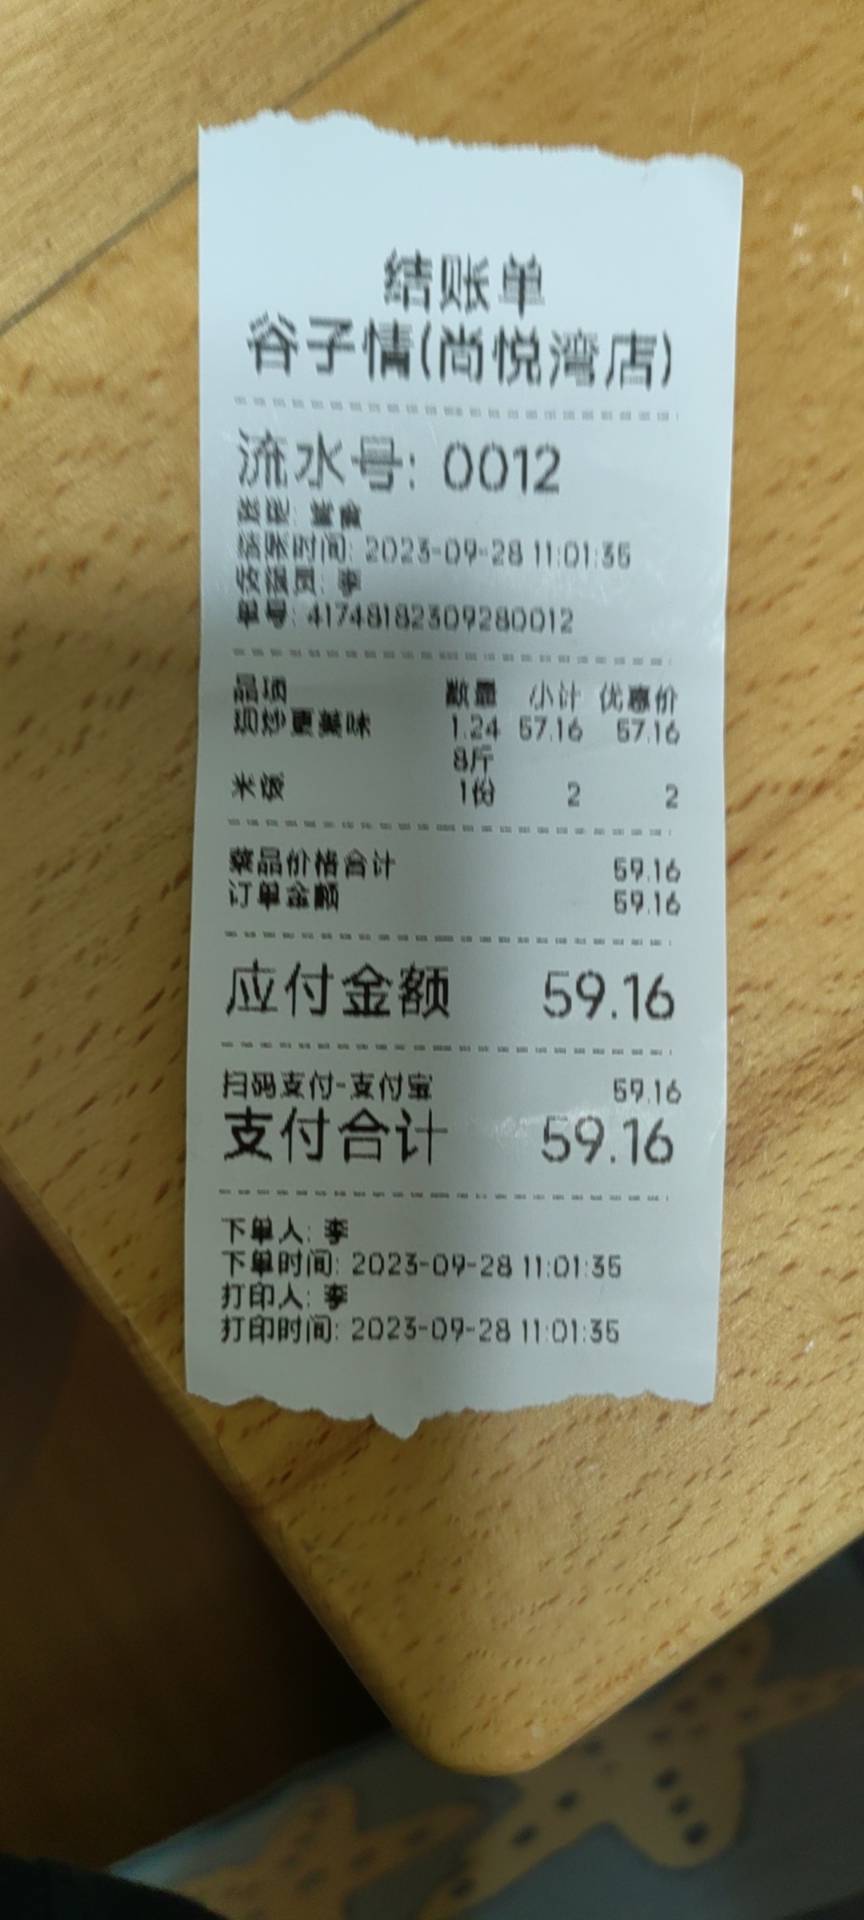 结账单
谷子情(尚悦湾店)
流水号: 0012
类型: 堂食
结账时间: 2023-09-28 11:01:35
收银员: 李
单号: 41748182309280012
品项 数量 小计 优惠价
现炒更美味 1.24 57.16 57.16
8斤
米饭 1份 2 2
菜品价格合计 59.16
订单金额 59.16
应付金额 59.16
扫码支付-支付宝 59.16
支付合计 59.16
下单人: 李
下单时间: 2023-09-28 11:01:35
打印人: 李
打印时间: 2023-09-28 11:01:35